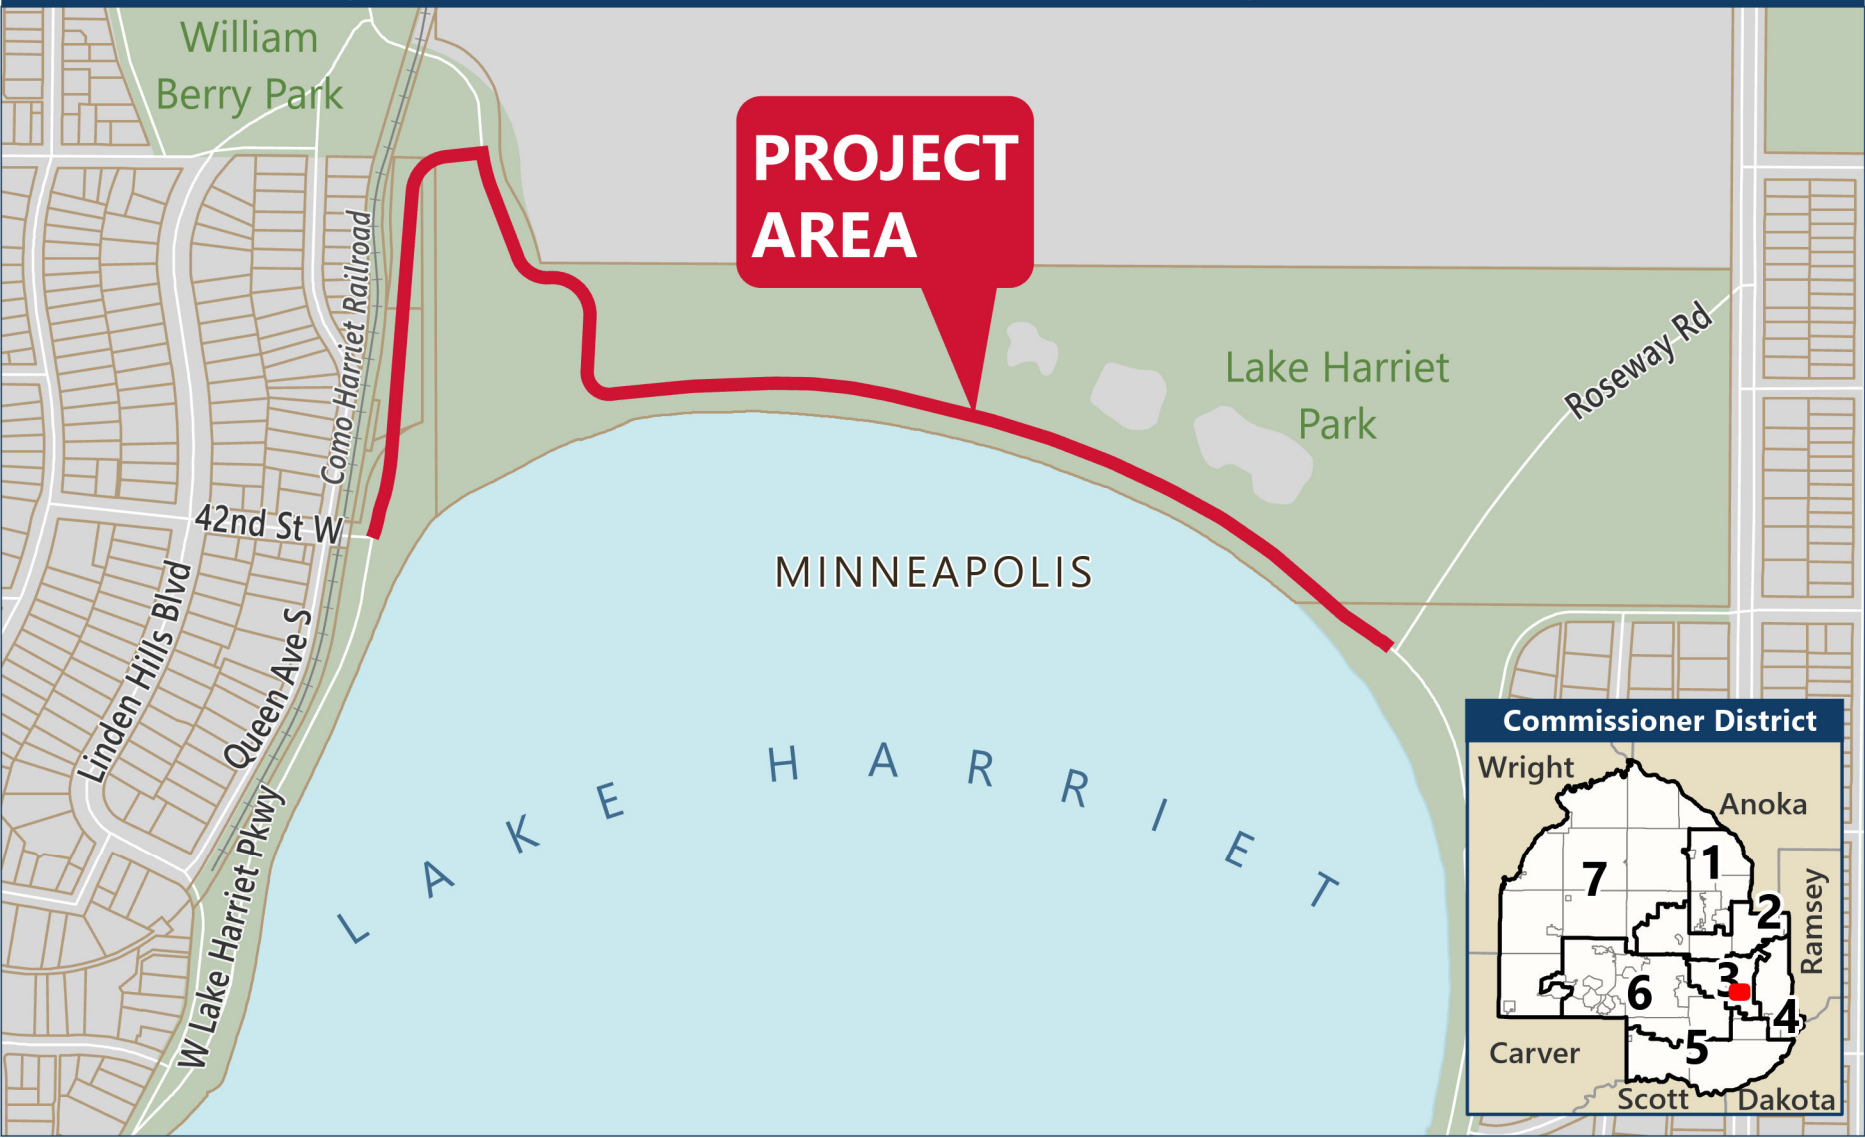 William
Berry Park
PROJECT
AREA
Como Harriet Railroad
Lake Harriet
Park
Roseway Rd
42nd St W
MINNEAPOLIS
Linden Hills Blvd
Queen Ave S
W Lake Harriet Pkwy
LAKE HARRIET
Commissioner District
Wright
Anoka
1
7
2
Ramsey
3
6
4
5
Carver
Scott
Dakota